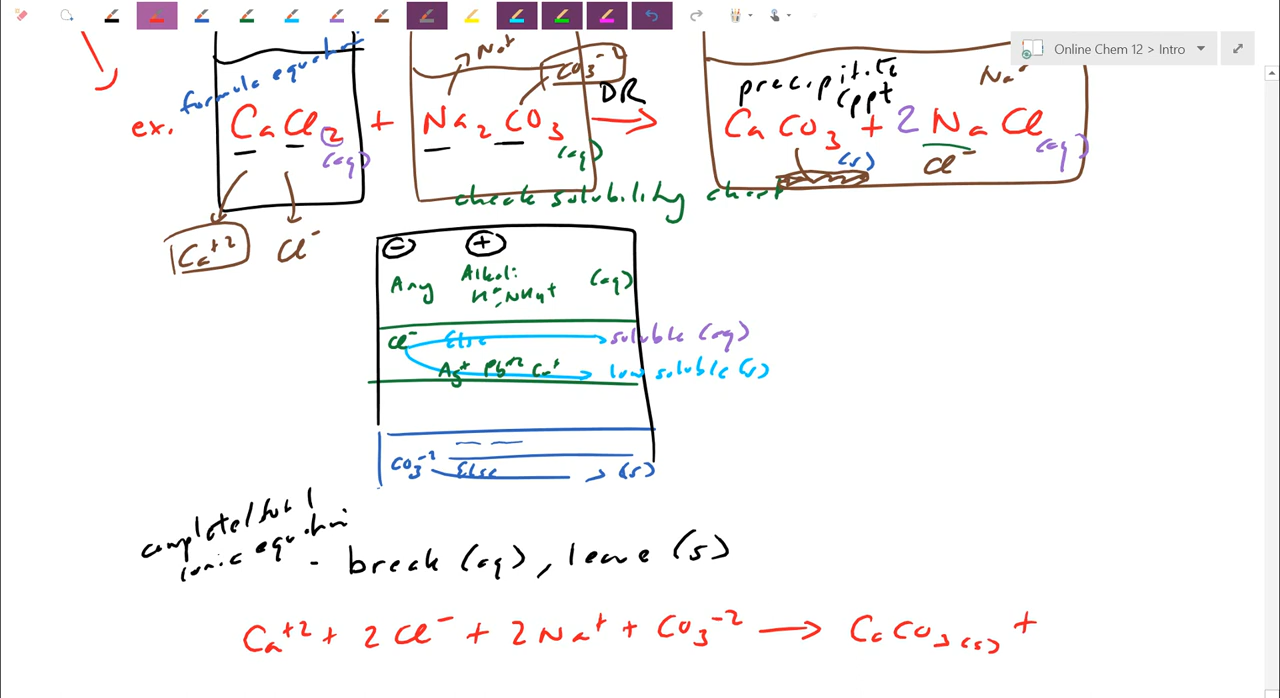 Online Chem 12 > Intro
formula equation
Na+
CO3-2
DR
precipitate
(ppt
Na+
ex. CaCl2 (aq) + Na2CO3 (aq) → CaCO3 (s) + 2NaCl (aq)
Cl-
check solubility chart
Ca+2 Cl-
- +
Any Alkali (aq)
H+, NH4+
Cl- Else soluble (aq)
Ag+ Pb+2 Cu+ low soluble (s)
CO3-2 Else (s)
complete/total
ionic equation
- break (aq), leave (s)
Ca+2 + 2Cl- + 2Na+ + CO3-2 → CaCO3(s) +